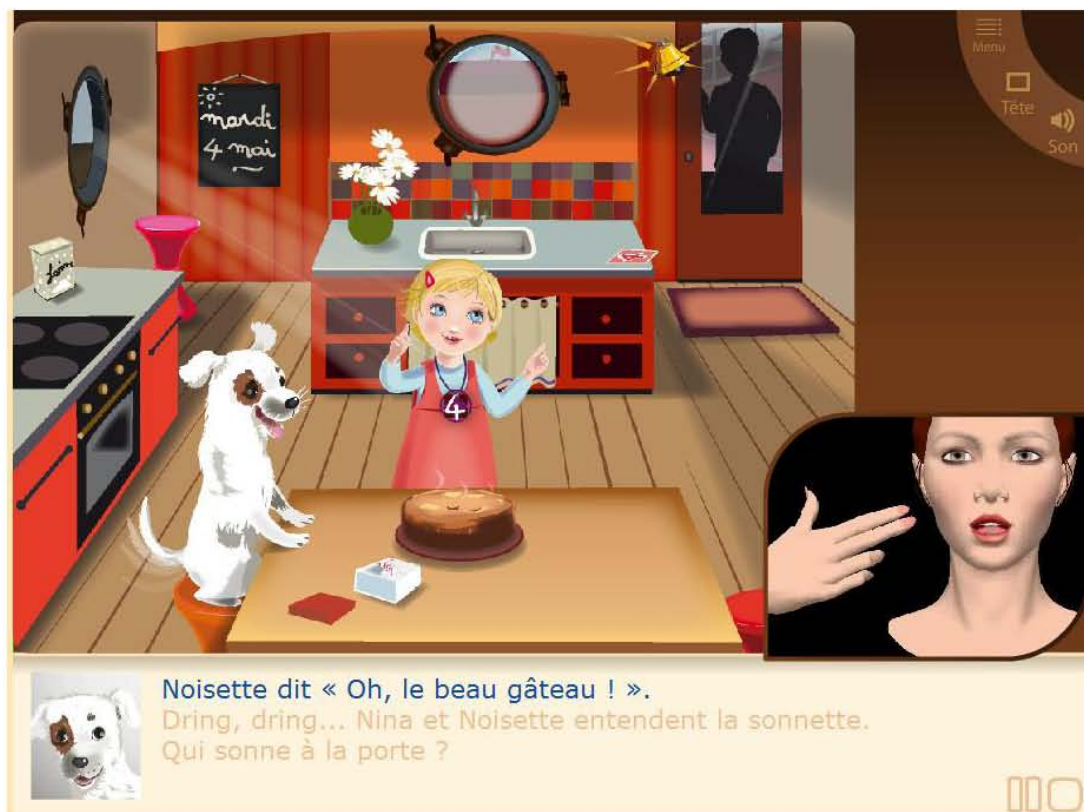 mardi
4 mai
Menu
Tête
Son
4
Noisette dit « Oh, le beau gâteau ! ».
Dring, dring... Nina et Noisette entendent la sonnette.
Qui sonne à la porte ?